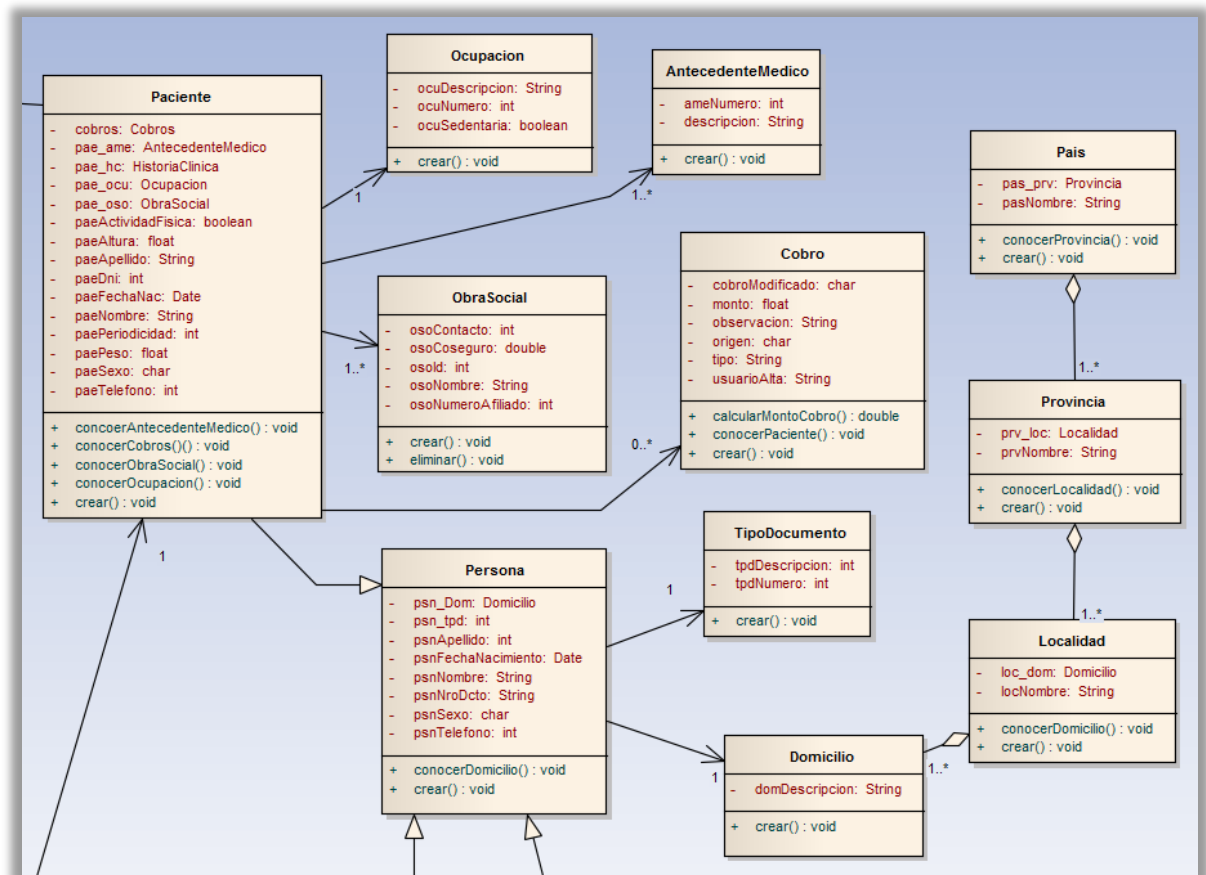 Paciente
- cobros: Cobros
- pae_ame: AntecedenteMedico
- pae_hc: HistoriaClinica
- pae_ocu: Ocupacion
- pae_oso: ObraSocial
- paeActividadFisica: boolean
- paeAltura: float
- paeApellido: String
- paeDni: int
- paeFechaNac: Date
- paeNombre: String
- paePeriodicidad: int
- paePeso: float
- paeSexo: char
- paeTelefono: int
+ concoerAntecedenteMedico() : void
+ conocerCobros()() : void
+ conocerObraSocial() : void
+ conocerOcupacion() : void
+ crear() : void
1
Ocupacion
- ocuDescripcion: String
- ocuNumero: int
- ocuSedentaria: boolean
+ crear() : void
1
AntecedenteMedico
- ameNumero: int
- descripcion: String
+ crear() : void
1..*
ObraSocial
- osoContacto: int
- osoCoseguro: double
- osoId: int
- osoNombre: String
- osoNumeroAfiliado: int
+ crear() : void
+ eliminar() : void
1..*
Cobro
- cobroModificado: char
- monto: float
- observacion: String
- origen: char
- tipo: String
- usuarioAlta: String
+ calcularMontoCobro() : double
+ conocerPaciente() : void
+ crear() : void
0..*
Pais
- pas_prv: Provincia
- pasNombre: String
+ conocerProvincia() : void
+ crear() : void
1..*
Provincia
- prv_loc: Localidad
- prvNombre: String
+ conocerLocalidad() : void
+ crear() : void
1..*
Persona
- psn_Dom: Domicilio
- psn_tpd: int
- psnApellido: int
- psnFechaNacimiento: Date
- psnNombre: String
- psnNroDcto: String
- psnSexo: char
- psnTelefono: int
+ conocerDomicilio() : void
+ crear() : void
TipoDocumento
- tpdDescripcion: int
- tpdNumero: int
+ crear() : void
1
Localidad
- loc_dom: Domicilio
- locNombre: String
+ conocerDomicilio() : void
+ crear() : void
Domicilio
- domDescripcion: String
+ crear() : void
1
1..*